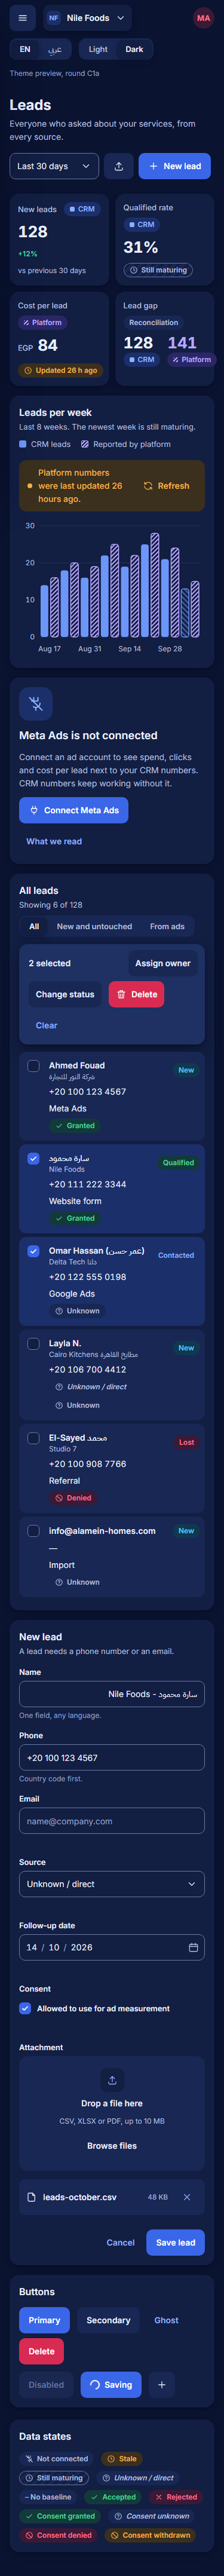 NF Nile Foods MA
EN عربي Light Dark
Theme preview, round C1a
Leads
Everyone who asked about your services, from
every source.
Last 30 days New lead
New leads CRM
128
+12%
vs previous 30 days
Qualified rate
CRM
31%
Still maturing
Cost per lead
Platform
EGP 84
Updated 26 h ago
Lead gap
Reconciliation
128 141
CRM Platform
Leads per week
Last 8 weeks. The newest week is still maturing.
CRM leads Reported by platform
Platform numbers
were last updated 26
hours ago.
Refresh
30
20
10
0
Aug 17 Aug 31 Sep 14 Sep 28
Meta Ads is not connected
Connect an ad account to see spend, clicks
and cost per lead next to your CRM numbers.
CRM numbers keep working without it.
Connect Meta Ads
What we read
All leads
Showing 6 of 128
All New and untouched From ads
2 selected Assign owner
Change status Delete
Clear
Ahmed Fouad New
شركة النور للتجارة
+20 100 123 4567
Meta Ads
Granted
سارة محمود Qualified
Nile Foods
+20 111 222 3344
Website form
Granted
Omar Hassan (عمر حسن) Contacted
Delta Tech دلتا
+20 122 555 0198
Google Ads
Unknown
Layla N. New
Cairo Kitchens مطابخ القاهرة
+20 106 700 4412
Unknown / direct
Unknown
El-Sayed محمد Lost
Studio 7
+20 100 908 7766
Referral
Denied
info@alamein-homes.com New
—
Import
Unknown
New lead
A lead needs a phone number or an email.
Name
سارة محمود - Nile Foods
One field, any language.
Phone
+20 100 123 4567
Country code first.
Email
name@company.com
Source
Unknown / direct
Follow-up date
14 / 10 / 2026
Consent
Allowed to use for ad measurement
Attachment
Drop a file here
CSV, XLSX or PDF, up to 10 MB
Browse files
leads-october.csv 48 KB
Cancel Save lead
Buttons
Primary Secondary Ghost
Delete
Disabled Saving
Data states
Not connected Stale
Still maturing Unknown / direct
– No baseline Accepted Rejected
Consent granted Consent unknown
Consent denied Consent withdrawn